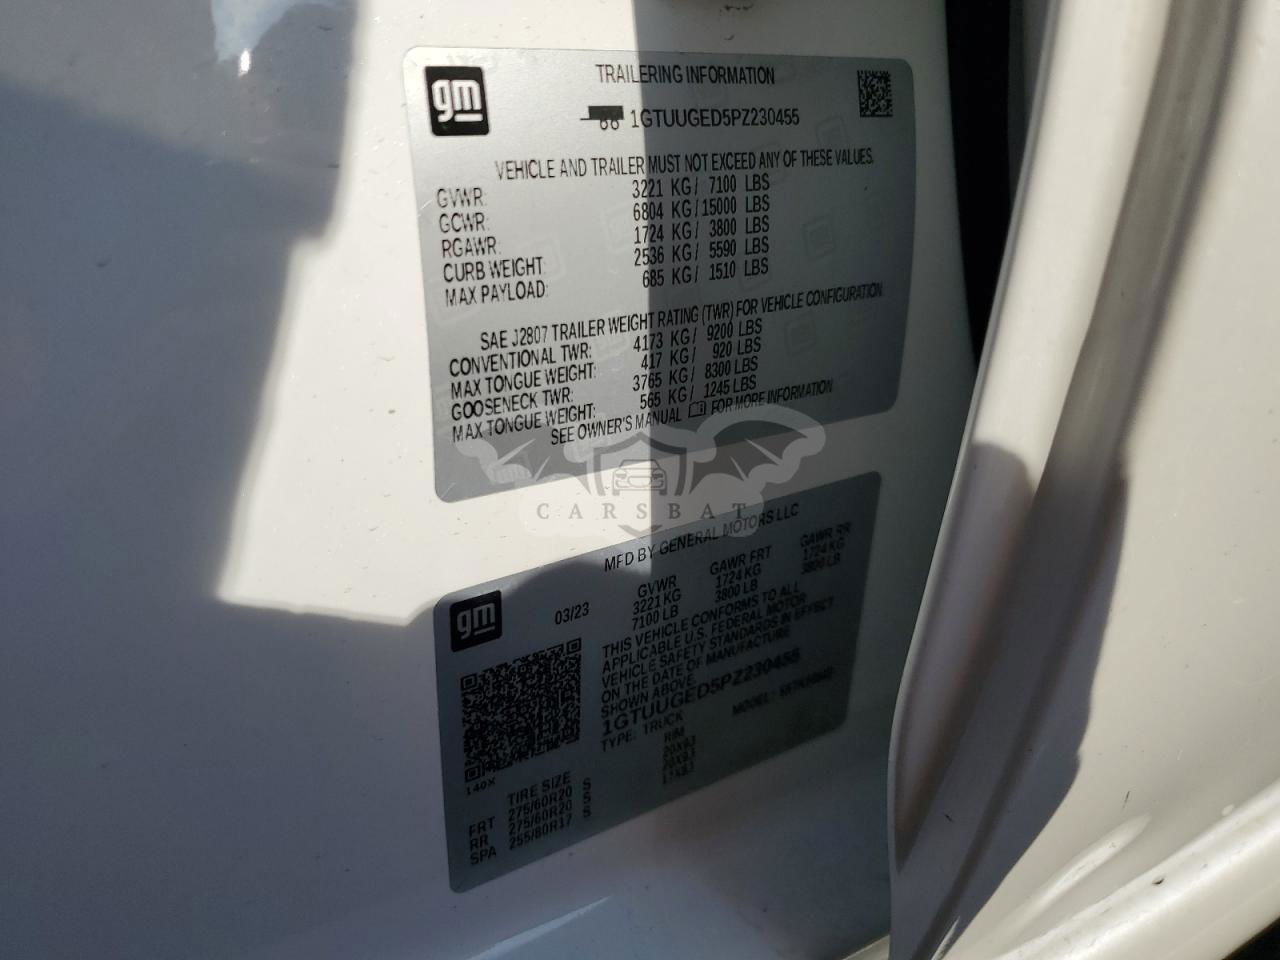 gm
TRAILERING INFORMATION
1GTUUGED5PZ230455
VEHICLE AND TRAILER MUST NOT EXCEED ANY OF THESE VALUES.
GVWR: 3221 KG / 7100 LBS
GCWR: 6804 KG / 15000 LBS
RGAWR: 1724 KG / 3800 LBS
CURB WEIGHT: 2536 KG / 5590 LBS
MAX PAYLOAD: 685 KG / 1510 LBS
SAE J2807 TRAILER WEIGHT RATING (TWR) FOR VEHICLE CONFIGURATION
CONVENTIONAL TWR: 4173 KG / 9200 LBS
MAX TONGUE WEIGHT: 417 KG / 920 LBS
GOOSENECK TWR: 3765 KG / 8300 LBS
MAX TONGUE WEIGHT: 565 KG / 1245 LBS
SEE OWNER'S MANUAL FOR MORE INFORMATION
CARSBAT
MFD BY GENERAL MOTORS LLC
gm
03/23
GVWR GAWR FRT GAWR RR
3221 KG 1724 KG 1724 KG
7100 LB 3800 LB 3800 LB
THIS VEHICLE CONFORMS TO ALL
APPLICABLE U.S. FEDERAL MOTOR
VEHICLE SAFETY STANDARDS IN EFFECT
ON THE DATE OF MANUFACTURE
SHOWN ABOVE.
1GTUUGED5PZ230455
TYPE: TRUCK MODEL:
140X
TIRE SIZE RIM
FRT 275/60R20 S
RR 275/60R20 S
SPA 255/80R17 S